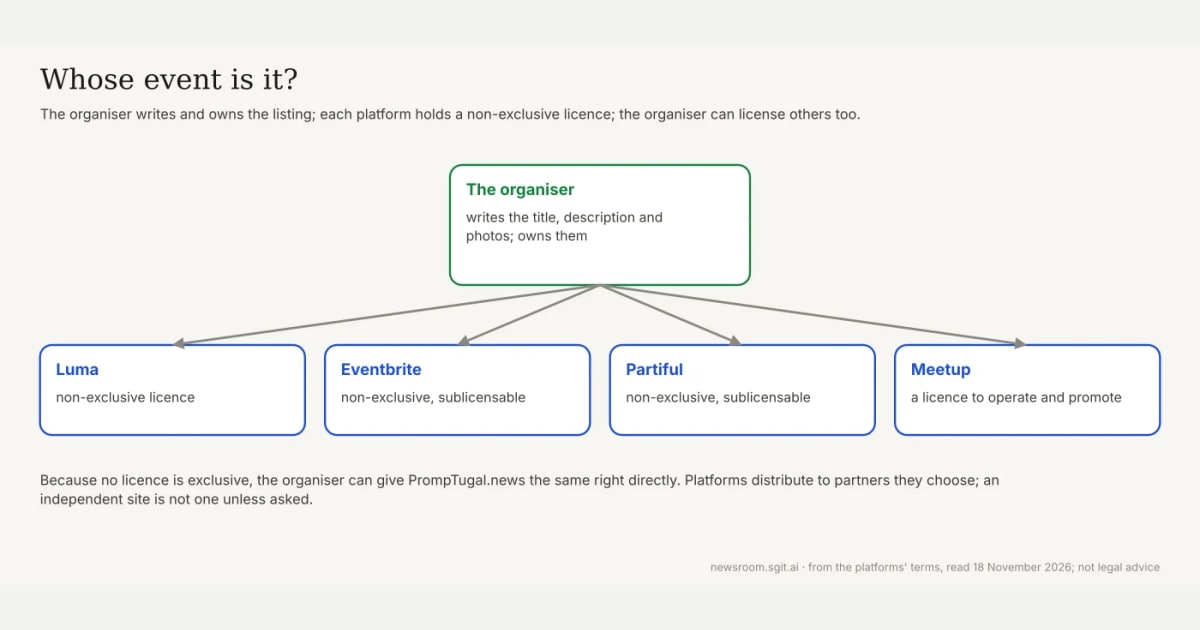 Whose event is it?
The organiser writes and owns the listing; each platform holds a non-exclusive licence; the organiser can license others too.
The organiser
writes the title, description and
photos; owns them
Luma
non-exclusive licence
Eventbrite
non-exclusive, sublicensable
Partiful
non-exclusive, sublicensable
Meetup
a licence to operate and promote
Because no licence is exclusive, the organiser can give PrompTugal.news the same right directly. Platforms distribute to partners they choose; an
independent site is not one unless asked.
newsroom.sgit.ai · from the platforms' terms, read 18 November 2026; not legal advice